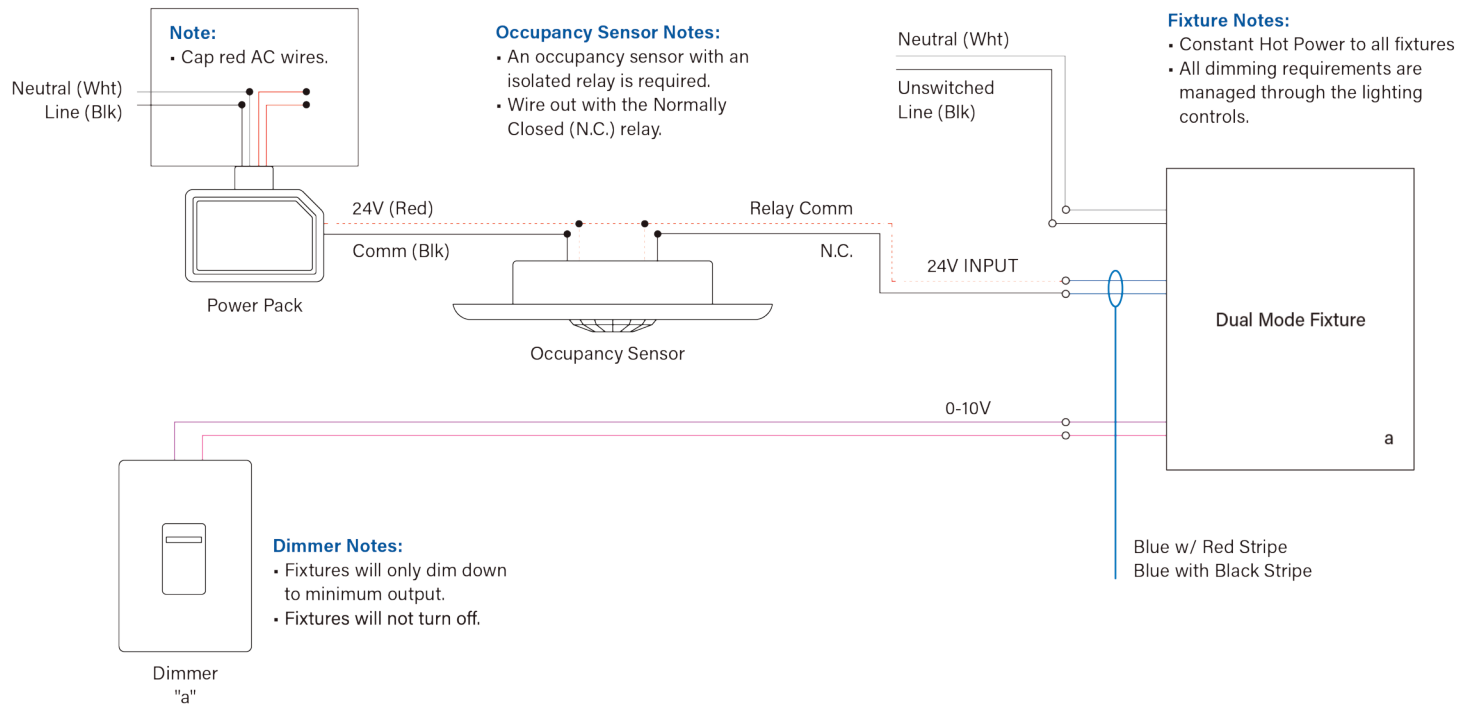 Note:
• Cap red AC wires.
Neutral (Wht)
Line (Blk)
Occupancy Sensor Notes:
• An occupancy sensor with an
isolated relay is required.
• Wire out with the Normally
Closed (N.C.) relay.
Neutral (Wht)
Unswitched
Line (Blk)
Fixture Notes:
• Constant Hot Power to all fixtures
• All dimming requirements are
managed through the lighting
controls.
24V (Red)
Comm (Blk)
Power Pack
Relay Comm
N.C.
24V INPUT
Occupancy Sensor
Dual Mode Fixture
a
0-10V
Blue w/ Red Stripe
Blue with Black Stripe
Dimmer Notes:
• Fixtures will only dim down
to minimum output.
• Fixtures will not turn off.
Dimmer
"a"